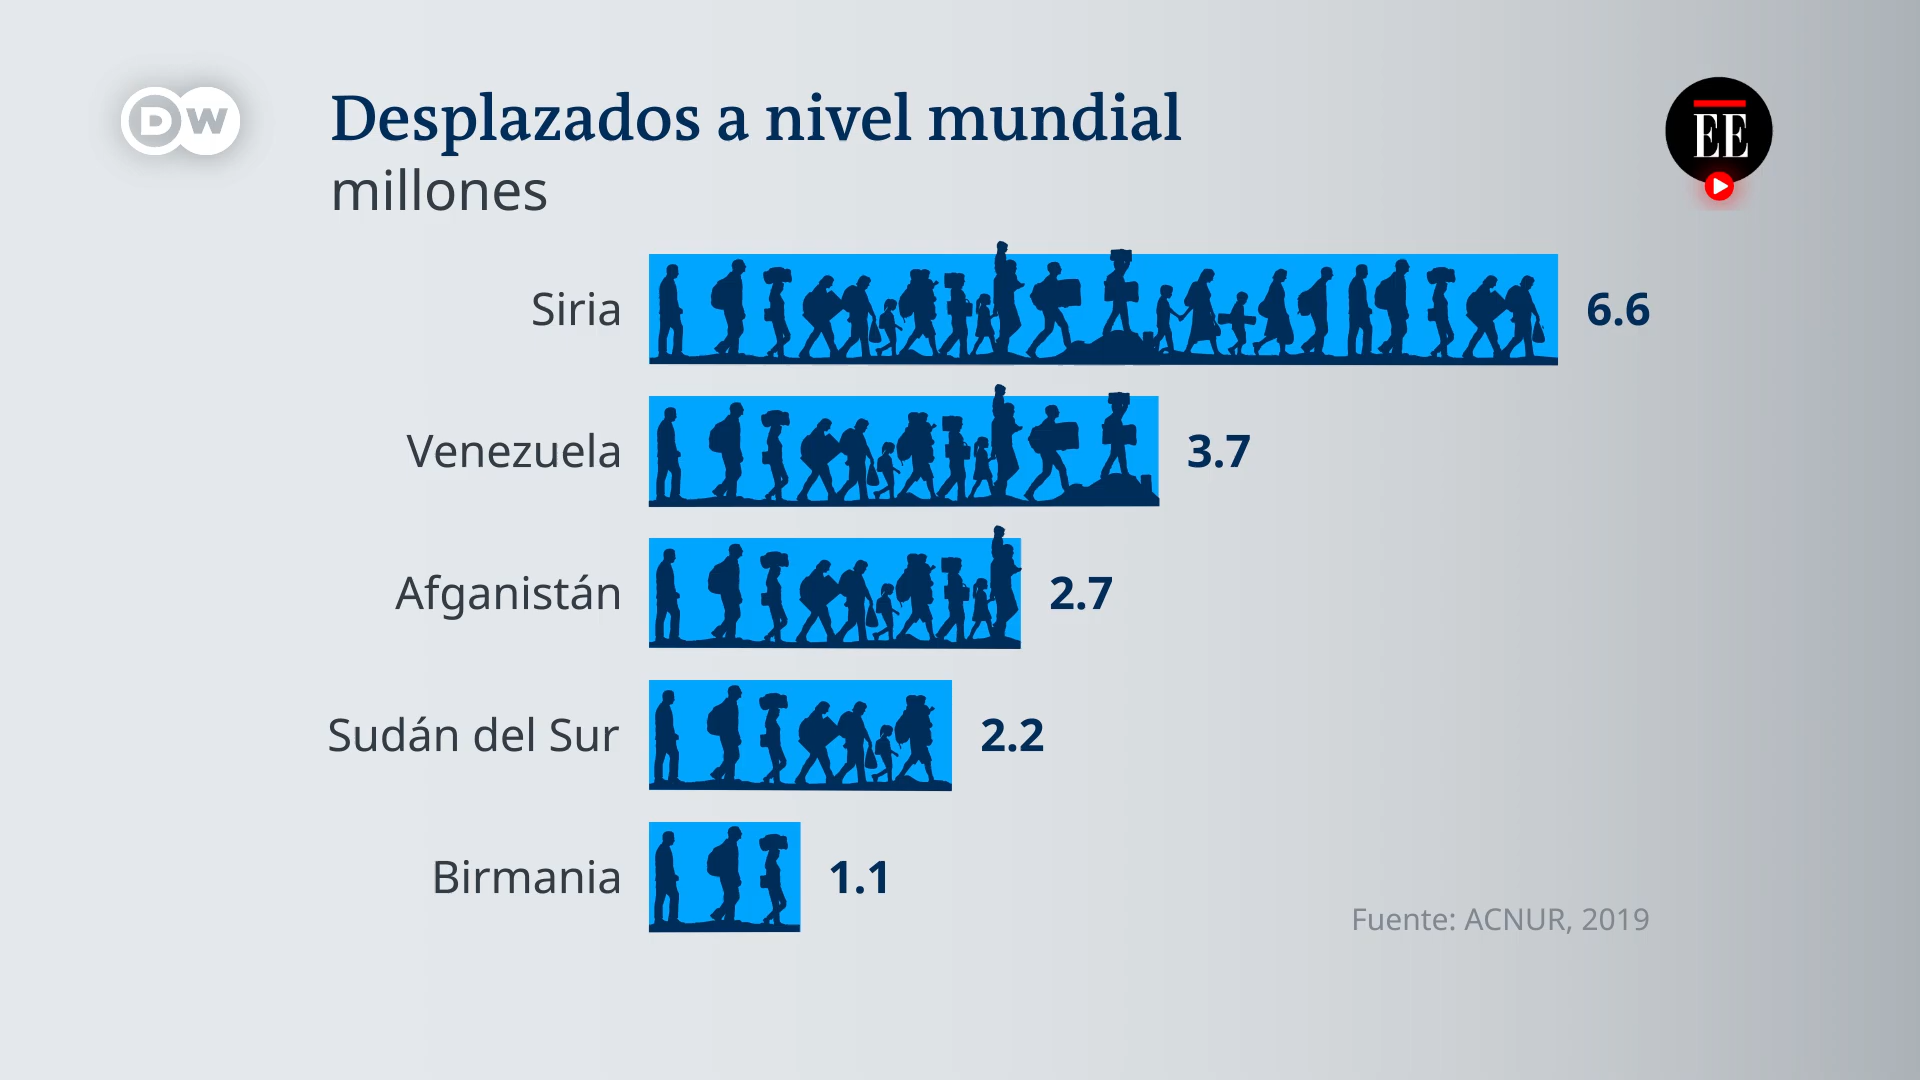 DW
Desplazados a nivel mundial
EE
millones
Siria 6.6
Venezuela 3.7
Afganistán 2.7
Sudán del Sur 2.2
Birmania 1.1
Fuente: ACNUR, 2019